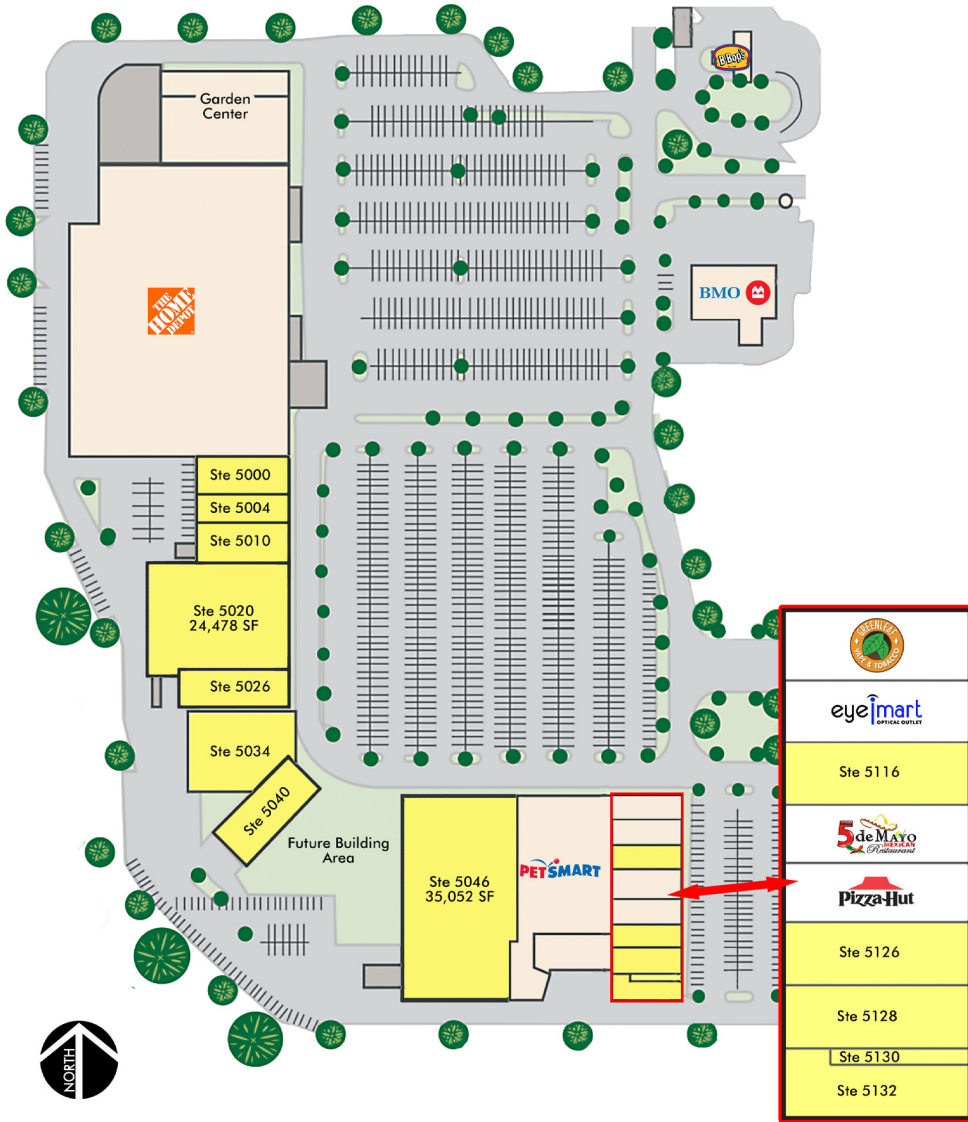 B-Bop's
Garden
Center
THE
HOME
DEPOT
BMO
Ste 5000
Ste 5004
Ste 5010
Ste 5020
24,478 SF
Ste 5026
Ste 5034
Ste 5040
Future Building
Area
Ste 5046
35,052 SF
PETSMART
GREENLEAF
VAPE & TOBACCO
eyemart
OPTICAL OUTLET
Ste 5116
5 de MAYO
MEXICAN
Restaurant
Pizza Hut
Ste 5126
Ste 5128
Ste 5130
Ste 5132
NORTH